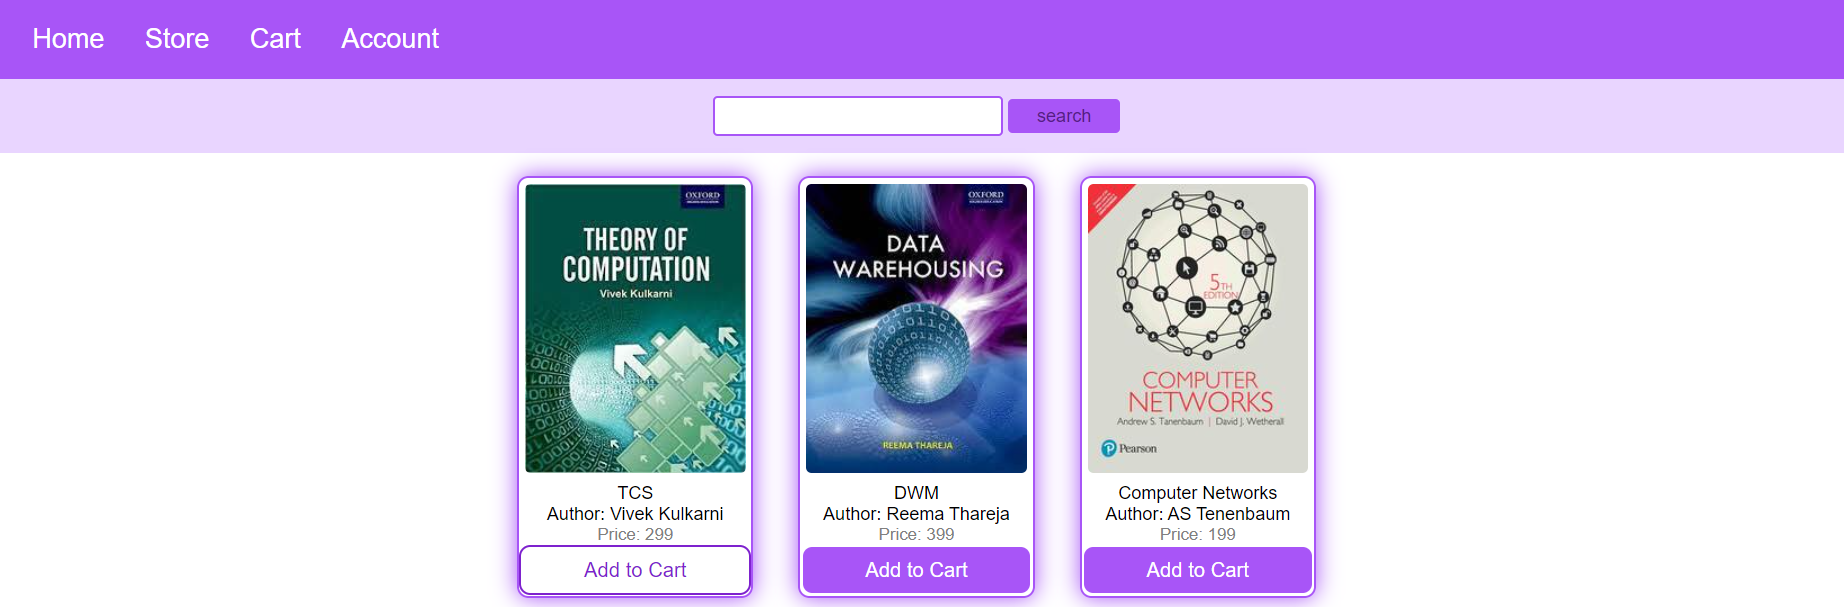 Home Store Cart Account
search
OXFORD
THEORY OF
COMPUTATION
Vivek Kulkarni
TCS
Author: Vivek Kulkarni
Price: 299
Add to Cart
OXFORD
DATA
WAREHOUSING
REEMA THAREJA
DWM
Author: Reema Thareja
Price: 399
Add to Cart
5TH
EDITION
COMPUTER
NETWORKS
Andrew S. Tanenbaum | David J. Wetherall
Pearson
Computer Networks
Author: AS Tenenbaum
Price: 199
Add to Cart